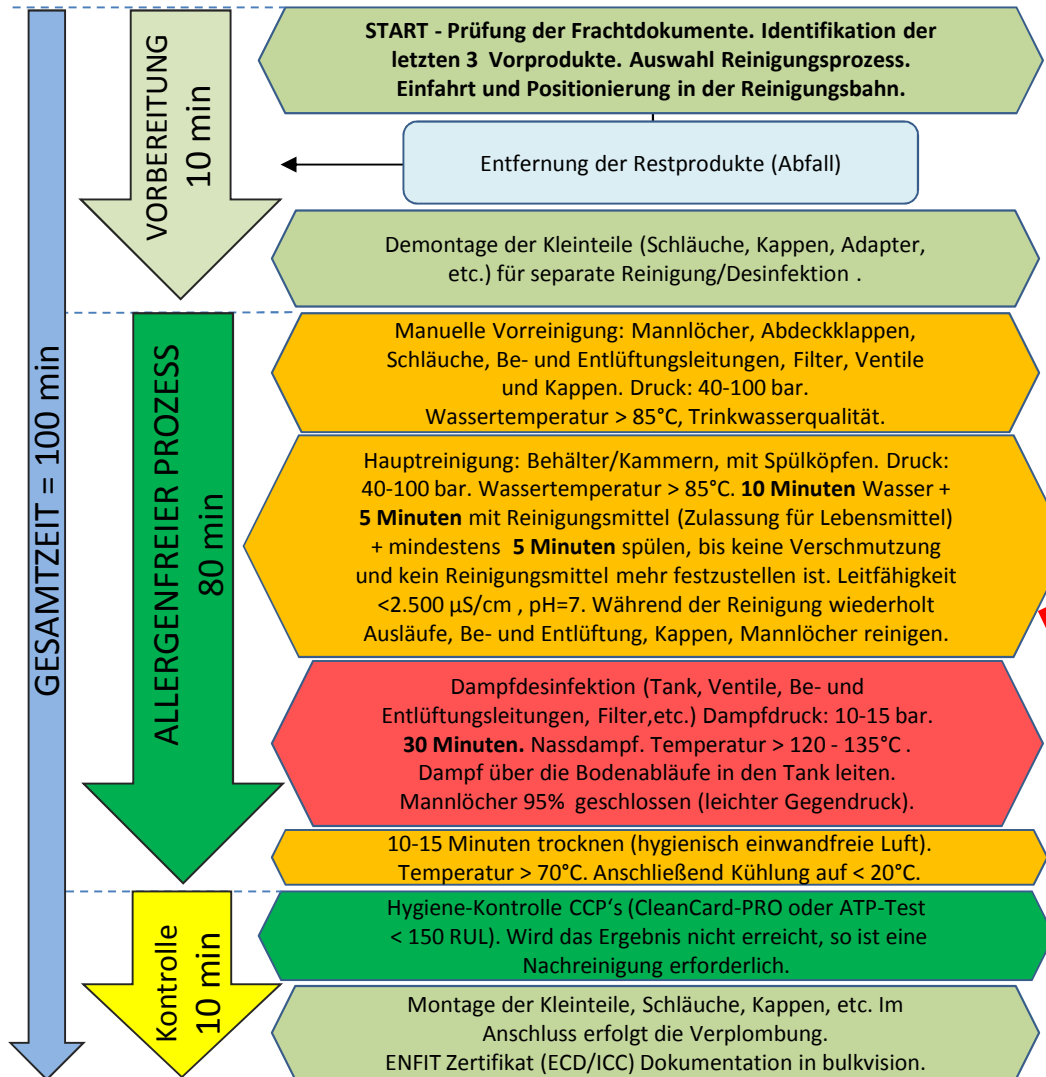 GESAMTZEIT = 100 min
VORBEREITUNG
10 min
START - Prüfung der Frachtdokumente. Identifikation der
letzten 3 Vorprodukte. Auswahl Reinigungsprozess.
Einfahrt und Positionierung in der Reinigungsbahn.
Entfernung der Restprodukte (Abfall)
Demontage der Kleinteile (Schläuche, Kappen, Adapter,
etc.) für separate Reinigung/Desinfektion .
ALLERGENFREIER PROZESS
80 min
Manuelle Vorreinigung: Mannlöcher, Abdeckklappen,
Schläuche, Be- und Entlüftungsleitungen, Filter, Ventile
und Kappen. Druck: 40-100 bar.
Wassertemperatur > 85°C, Trinkwasserqualität.
Hauptreinigung: Behälter/Kammern, mit Spülköpfen. Druck:
40-100 bar. Wassertemperatur > 85°C. 10 Minuten Wasser +
5 Minuten mit Reinigungsmittel (Zulassung für Lebensmittel)
+ mindestens 5 Minuten spülen, bis keine Verschmutzung
und kein Reinigungsmittel mehr festzustellen ist. Leitfähigkeit
<2.500 µS/cm , pH=7. Während der Reinigung wiederholt
Ausläufe, Be- und Entlüftung, Kappen, Mannlöcher reinigen.
Dampfdesinfektion (Tank, Ventile, Be- und
Entlüftungsleitungen, Filter,etc.) Dampfdruck: 10-15 bar.
30 Minuten. Nassdampf. Temperatur > 120 - 135°C .
Dampf über die Bodenabläufe in den Tank leiten.
Mannlöcher 95% geschlossen (leichter Gegendruck).
10-15 Minuten trocknen (hygienisch einwandfreie Luft).
Temperatur > 70°C. Anschließend Kühlung auf < 20°C.
Kontrolle
10 min
Hygiene-Kontrolle CCP‘s (CleanCard-PRO oder ATP-Test
< 150 RUL). Wird das Ergebnis nicht erreicht, so ist eine
Nachreinigung erforderlich.
Montage der Kleinteile, Schläuche, Kappen, etc. Im
Anschluss erfolgt die Verplombung.
ENFIT Zertifikat (ECD/ICC) Dokumentation in bulkvision.